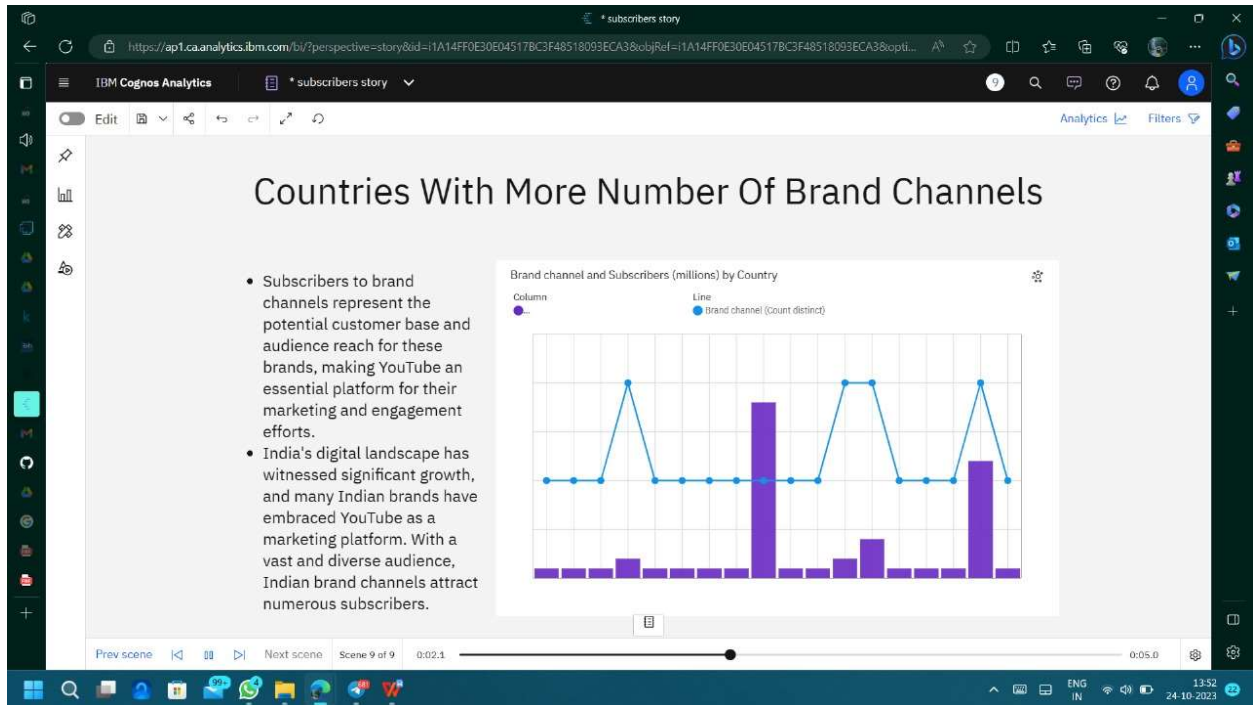 * subscribers story
https://ap1.ca.analytics.ibm.com/bi/?perspective=story&id=i1A14FF0E30E04517BC3F48518093ECA3&objRef=i1A14FF0E30E04517BC3F48518093ECA3&opti...
IBM Cognos Analytics
* subscribers story
9
Edit
Analytics
Filters
Countries With More Number Of Brand Channels
• Subscribers to brand
channels represent the
potential customer base and
audience reach for these
brands, making YouTube an
essential platform for their
marketing and engagement
efforts.
• India's digital landscape has
witnessed significant growth,
and many Indian brands have
embraced YouTube as a
marketing platform. With a
vast and diverse audience,
Indian brand channels attract
numerous subscribers.
Brand channel and Subscribers (millions) by Country
Column
...
Line
Brand channel (Count distinct)
Prev scene
Next scene
Scene 9 of 9
0:02.1
0:05.0
99+
4
ENG
IN
13:52
24-10-2023
22